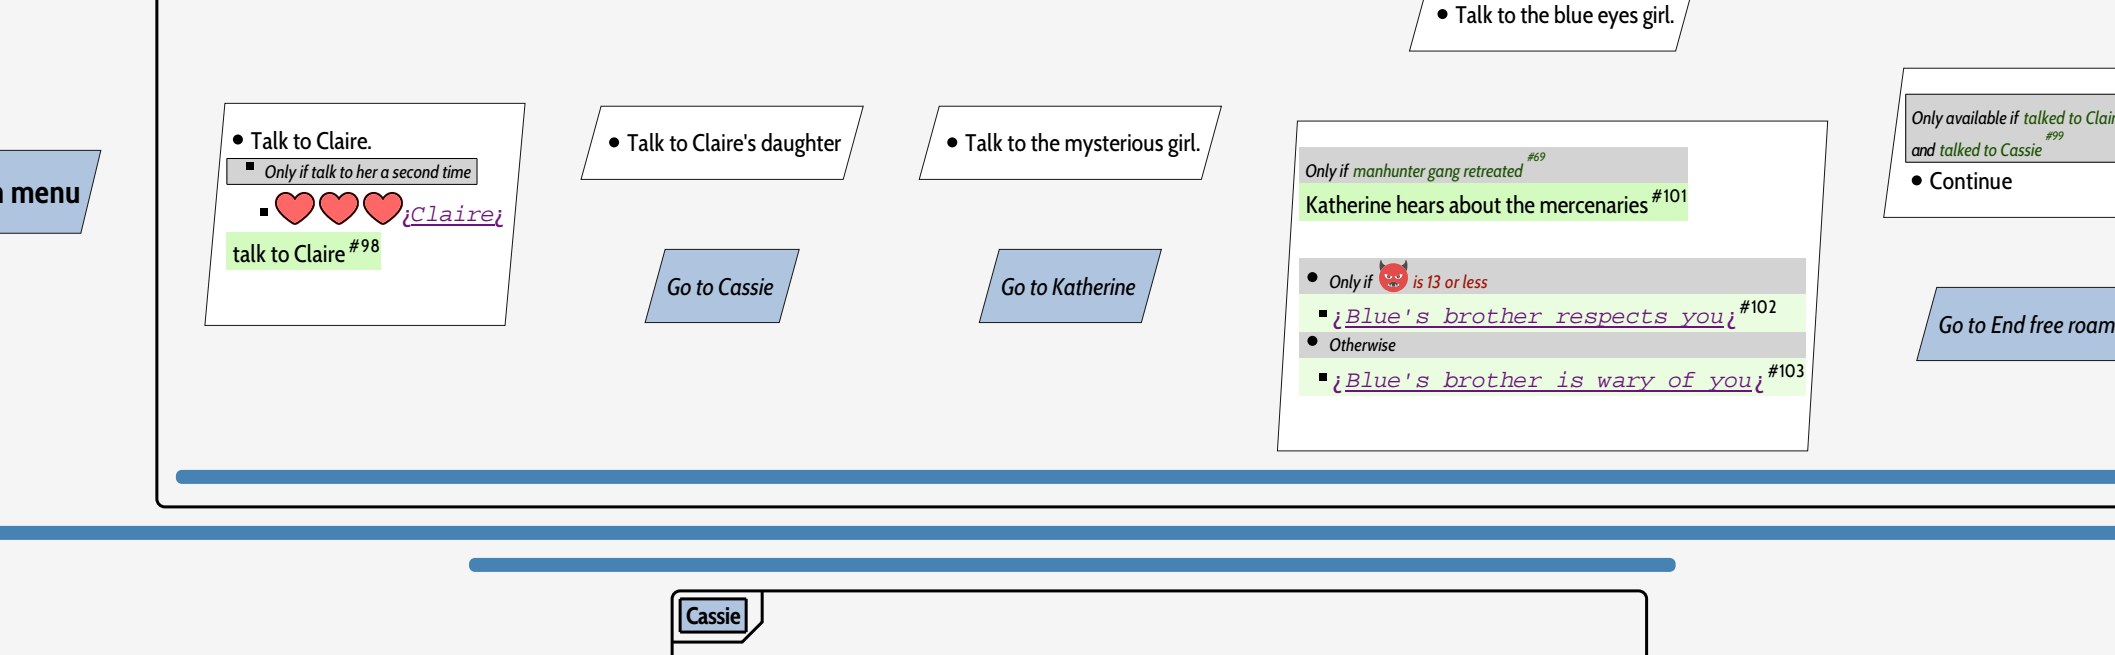 Talk to the blue eyes girl.
menu
Talk to Claire.
Only if talk to her a second time
¿Claire¿
talk to Claire #98
Talk to Claire's daughter
Go to Cassie
Talk to the mysterious girl.
Go to Katherine
Only if manhunter gang retreated #69
Katherine hears about the mercenaries #101
Only if is 13 or less
¿Blue's brother respects you¿ #102
Otherwise
¿Blue's brother is wary of you¿ #103
Only available if talked to Clair
#99
and talked to Cassie
Continue
Go to End free roam
Cassie